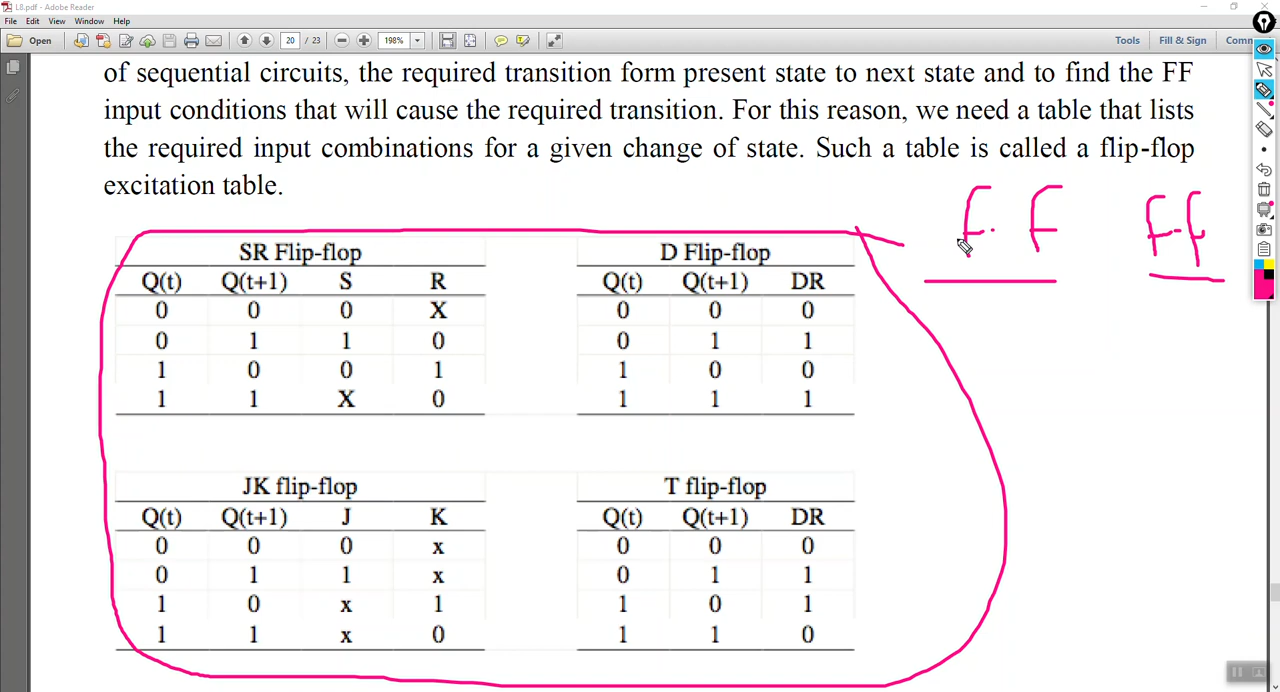 L8.pdf - Adobe Reader
File Edit View Window Help
Open 20 / 23 198% Tools Fill & Sign Comm
of sequential circuits, the required transition form present state to next state and to find the FF
input conditions that will cause the required transition. For this reason, we need a table that lists
the required input combinations for a given change of state. Such a table is called a flip-flop
excitation table.
F. F F.F
SR Flip-flop D Flip-flop
Q(t) Q(t+1) S R Q(t) Q(t+1) DR
0 0 0 X 0 0 0
0 1 1 0 0 1 1
1 0 0 1 1 0 0
1 1 X 0 1 1 1
JK flip-flop T flip-flop
Q(t) Q(t+1) J K Q(t) Q(t+1) DR
0 0 0 x 0 0 0
0 1 1 x 0 1 1
1 0 x 1 1 0 1
1 1 x 0 1 1 0